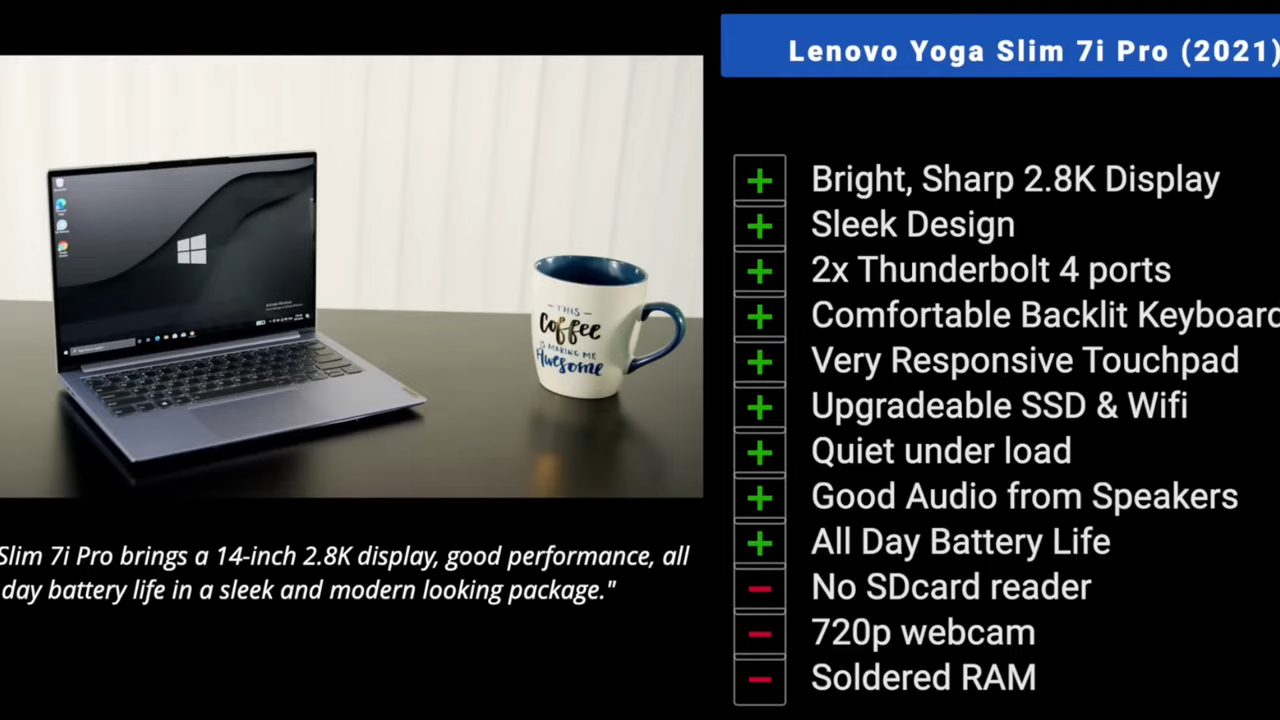 Lenovo Yoga Slim 7i Pro (2021)
THIS
Coffee
IS MAKING ME
Awesome
Slim 7i Pro brings a 14-inch 2.8K display, good performance, all
day battery life in a sleek and modern looking package."
+ Bright, Sharp 2.8K Display
+ Sleek Design
+ 2x Thunderbolt 4 ports
+ Comfortable Backlit Keyboard
+ Very Responsive Touchpad
+ Upgradeable SSD & Wifi
+ Quiet under load
+ Good Audio from Speakers
+ All Day Battery Life
− No SDcard reader
− 720p webcam
− Soldered RAM